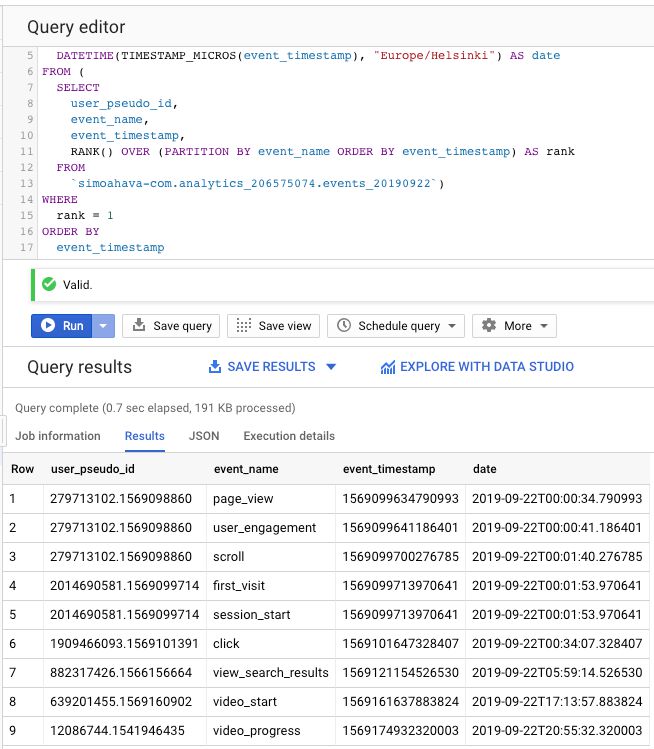 Query editor
5 DATETIME(TIMESTAMP_MICROS(event_timestamp), "Europe/Helsinki") AS date
6 FROM (
7 SELECT
8 user_pseudo_id,
9 event_name,
10 event_timestamp,
11 RANK() OVER (PARTITION BY event_name ORDER BY event_timestamp) AS rank
12 FROM
13 `simoahava-com.analytics_206575074.events_20190922`)
14 WHERE
15 rank = 1
16 ORDER BY
17 event_timestamp
Valid.
Run Save query Save view Schedule query More
Query results SAVE RESULTS EXPLORE WITH DATA STUDIO
Query complete (0.7 sec elapsed, 191 KB processed)
Job information Results JSON Execution details
Row user_pseudo_id event_name event_timestamp date
1 279713102.1569098860 page_view 1569099634790993 2019-09-22T00:00:34.790993
2 279713102.1569098860 user_engagement 1569099641186401 2019-09-22T00:00:41.186401
3 279713102.1569098860 scroll 1569099700276785 2019-09-22T00:01:40.276785
4 2014690581.1569099714 first_visit 1569099713970641 2019-09-22T00:01:53.970641
5 2014690581.1569099714 session_start 1569099713970641 2019-09-22T00:01:53.970641
6 1909466093.1569101391 click 1569101647328407 2019-09-22T00:34:07.328407
7 882317426.1566156664 view_search_results 1569121154526530 2019-09-22T05:59:14.526530
8 639201455.1569160902 video_start 1569161637883824 2019-09-22T17:13:57.883824
9 12086744.1541946435 video_progress 1569174932320003 2019-09-22T20:55:32.320003